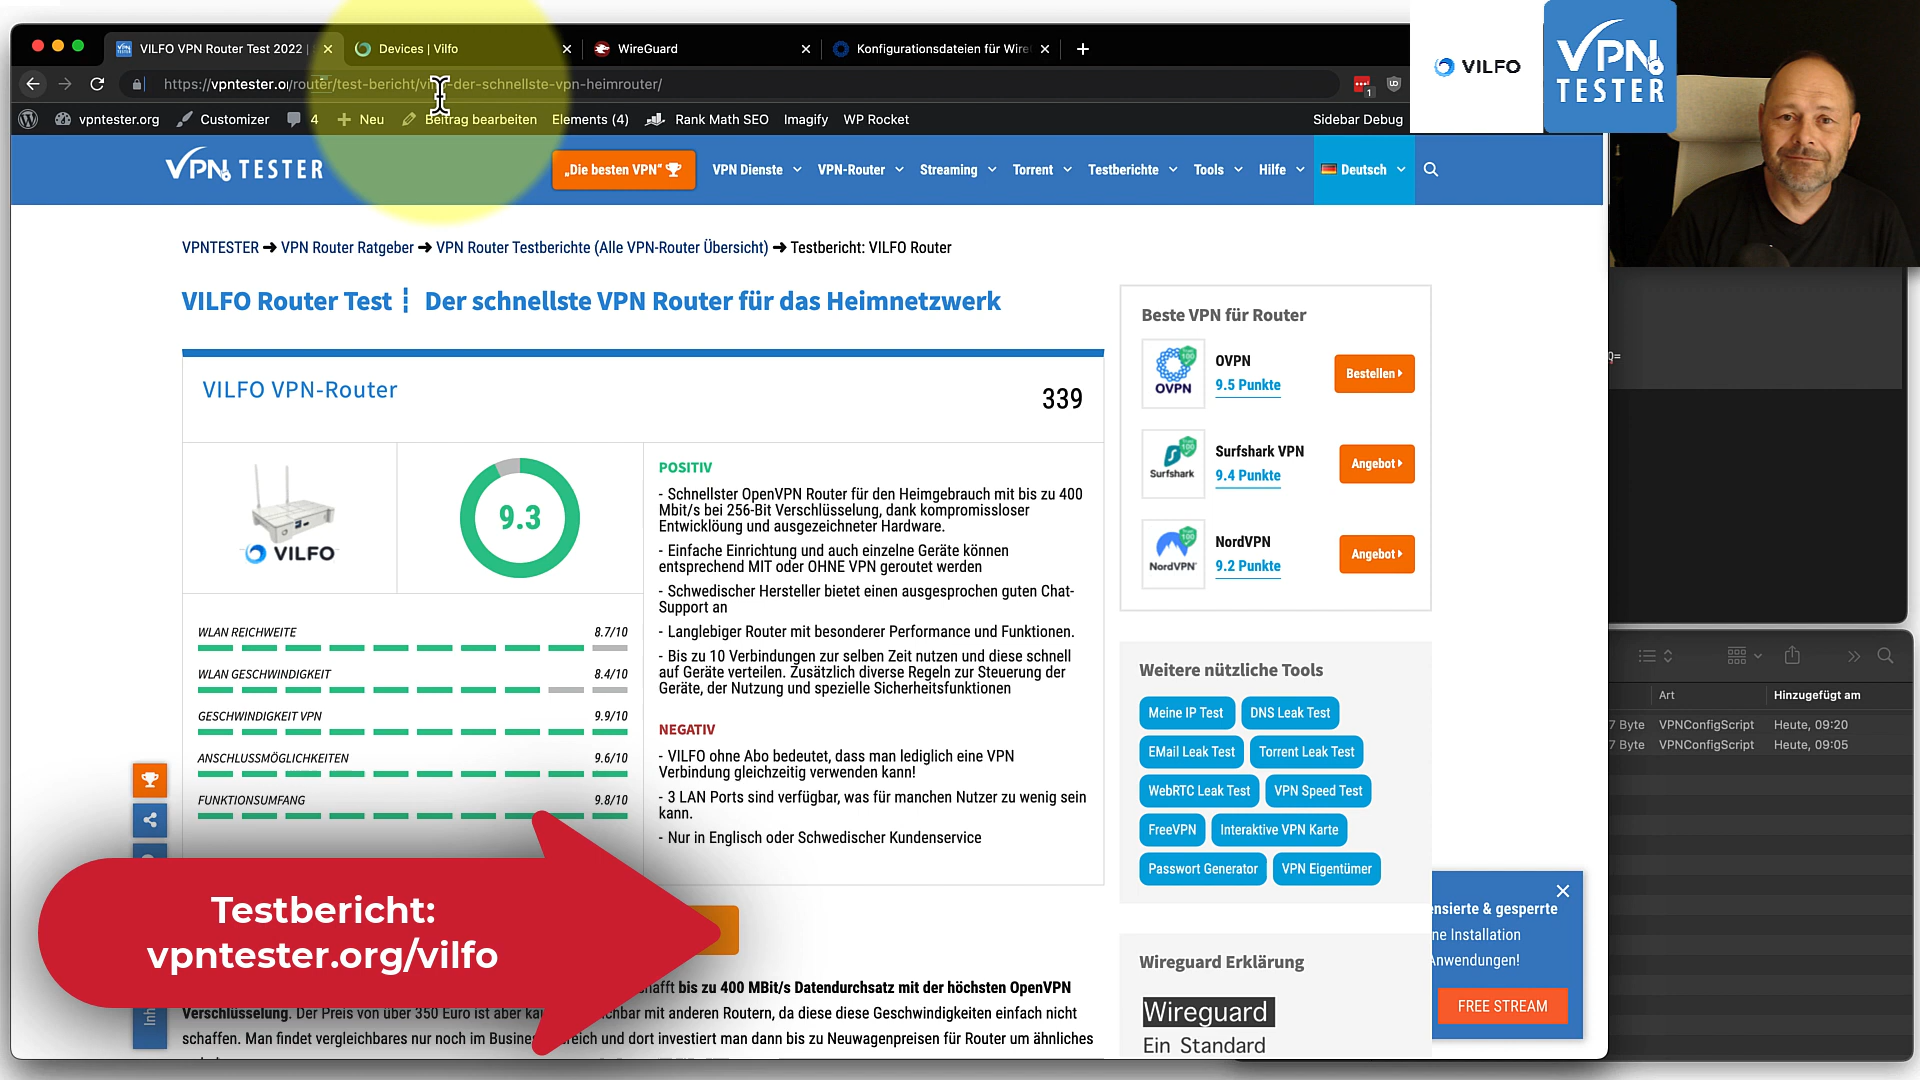 VILFO VPN Router Test 2022 |
Devices | Vilfo
WireGuard
Konfigurationsdateien für Wire
VILFO
VPN
TESTER
https://vpntester.or/router/test-bericht/vilfo-der-schnellste-vpn-heimrouter/
1
vpntester.org
Customizer
4
Neu
Beitrag bearbeiten
Elements (4)
Rank Math SEO
Imagify
WP Rocket
Sidebar Debug
VPN TESTER
„Die besten VPN“
VPN Dienste
VPN-Router
Streaming
Torrent
Testberichte
Tools
Hilfe
Deutsch
VPNTESTER ➜ VPN Router Ratgeber ➜ VPN Router Testberichte (Alle VPN-Router Übersicht) ➜ Testbericht: VILFO Router
VILFO Router Test ┊ Der schnellste VPN Router für das Heimnetzwerk
VILFO VPN-Router
339
VILFO
9.3
WLAN REICHWEITE 8.7/10
WLAN GESCHWINDIGKEIT 8.4/10
GESCHWINDIGKEIT VPN 9.9/10
ANSCHLUSSMÖGLICHKEITEN 9.6/10
FUNKTIONSUMFANG 9.8/10
POSITIV
- Schnellster OpenVPN Router für den Heimgebrauch mit bis zu 400
Mbit/s bei 256-Bit Verschlüsselung, dank kompromissloser
Entwicklöung und ausgezeichneter Hardware.
- Einfache Einrichtung und auch einzelne Geräte können
entsprechend MIT oder OHNE VPN geroutet werden
- Schwedischer Hersteller bietet einen ausgesprochen guten Chat-
Support an
- Langlebiger Router mit besonderer Performance und Funktionen.
- Bis zu 10 Verbindungen zur selben Zeit nutzen und diese schnell
auf Geräte verteilen. Zusätzlich diverse Regeln zur Steuerung der
Geräte, der Nutzung und spezielle Sicherheitsfunktionen
NEGATIV
- VILFO ohne Abo bedeutet, dass man lediglich eine VPN
Verbindung gleichzeitig verwenden kann!
- 3 LAN Ports sind verfügbar, was für manchen Nutzer zu wenig sein
kann.
- Nur in Englisch oder Schwedischer Kundenservice
Testbericht:
vpntester.org/vilfo
bis zu 400 MBit/s Datendurchsatz mit der höchsten OpenVPN
Verschlüsselung. Der Preis von über 350 Euro ist aber mit anderen Routern, da diese diese Geschwindigkeiten einfach nicht
schaffen. Man findet vergleichbares nur noch im und dort investiert man dann bis zu Neuwagenpreisen für Router um ähnliches
Beste VPN für Router
OVPN
OVPN
9.5 Punkte
Bestellen
Surfshark
Surfshark VPN
9.4 Punkte
Angebot
NordVPN
NordVPN
9.2 Punkte
Angebot
Weitere nützliche Tools
Meine IP Test
DNS Leak Test
EMail Leak Test
Torrent Leak Test
WebRTC Leak Test
VPN Speed Test
FreeVPN
Interaktive VPN Karte
Passwort Generator
VPN Eigentümer
Wireguard Erklärung
Wireguard
Ein Standard
ensierte & gesperrte
ne Installation
Anwendungen!
FREE STREAM
Q=
Art
Hinzugefügt am
7 Byte VPNConfigScript Heute, 09:20
7 Byte VPNConfigScript Heute, 09:05